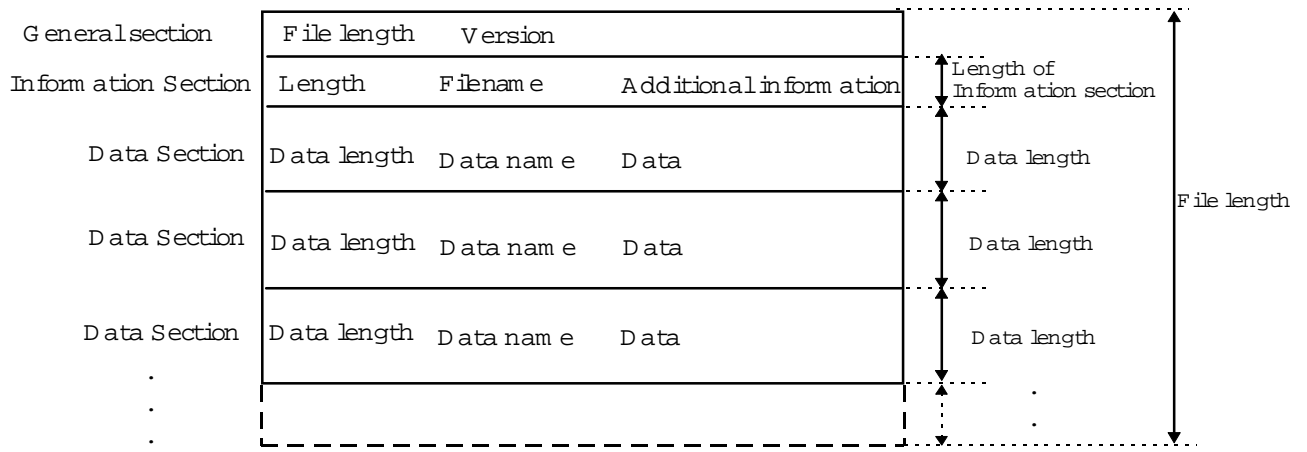 General section File length Version
Information Section Length Filename Additional information Length of
Information section
Data Section Data length Data name Data Data length
File length
Data Section Data length Data name Data Data length
Data Section Data length Data name Data Data length
. .
. .
.